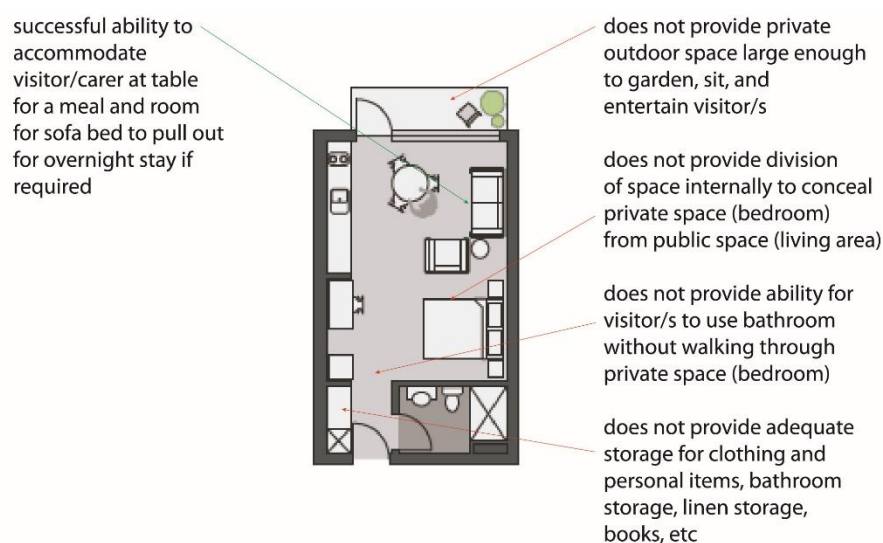 successful ability to
accommodate
visitor/carer at table
for a meal and room
for sofa bed to pull out
for overnight stay if
required
does not provide private
outdoor space large enough
to garden, sit, and
entertain visitor/s
does not provide division
of space internally to conceal
private space (bedroom)
from public space (living area)
does not provide ability for
visitor/s to use bathroom
without walking through
private space (bedroom)
does not provide adequate
storage for clothing and
personal items, bathroom
storage, linen storage,
books, etc